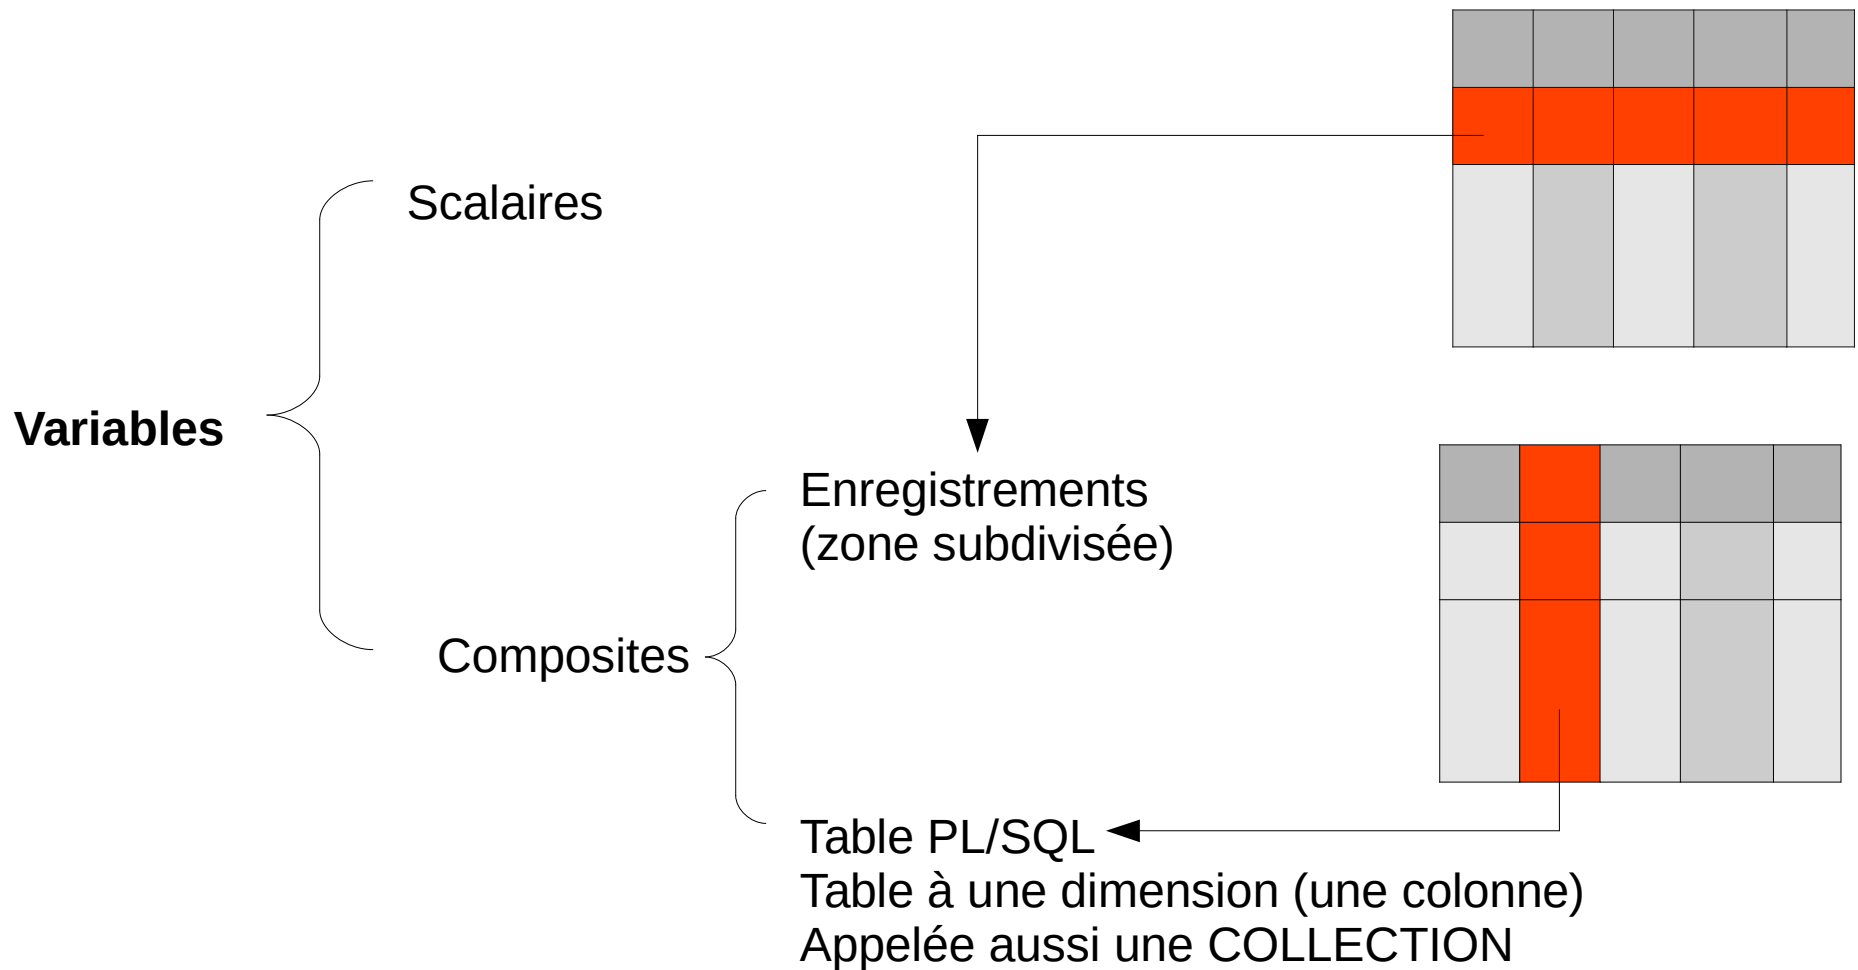 Scalaires
Variables
Enregistrements
(zone subdivisée)
Composites
Table PL/SQL
Table à une dimension (une colonne)
Appelée aussi une COLLECTION